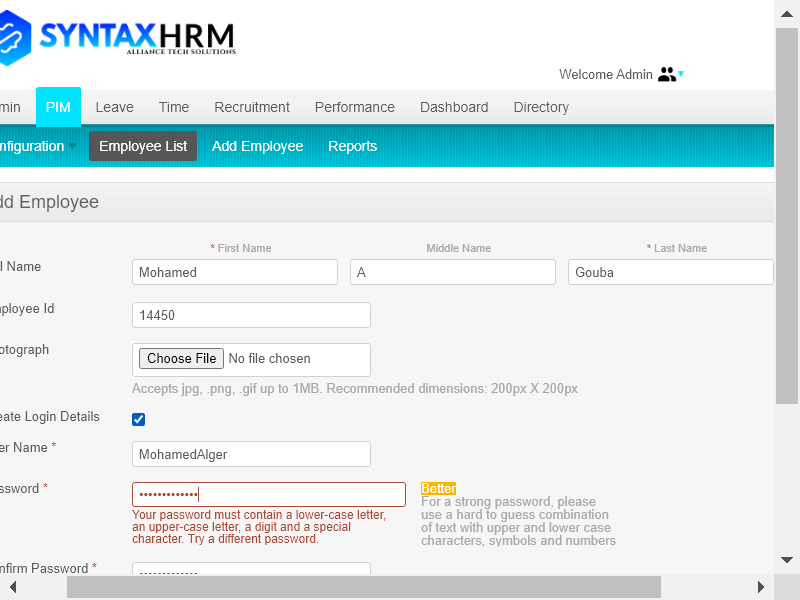 SYNTAXHRM
ALLIANCE TECH SOLUTIONS
Welcome Admin
min PIM Leave Time Recruitment Performance Dashboard Directory
nfiguration Employee List Add Employee Reports
dd Employee
* First Name Middle Name * Last Name
l Name Mohamed A Gouba
ployee Id 14450
otograph Choose File No file chosen
Accepts jpg, .png, .gif up to 1MB. Recommended dimensions: 200px X 200px
eate Login Details
er Name * MohamedAlger
ssword * ••••••••••••• Better
Your password must contain a lower-case letter,
an upper-case letter, a digit and a special
character. Try a different password.
For a strong password, please
use a hard to guess combination
of text with upper and lower case
characters, symbols and numbers
nfirm Password *